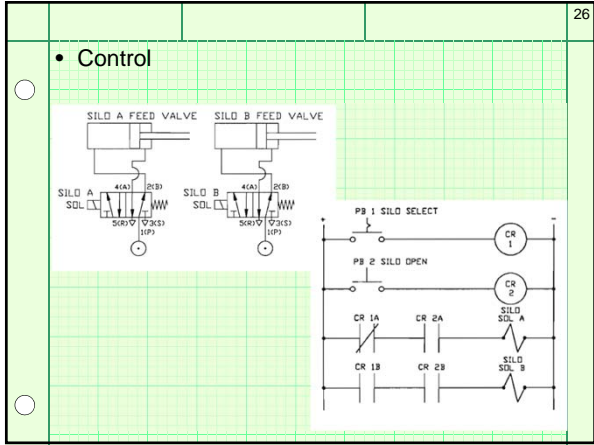 26
• Control
SILO A FEED VALVE
SILO B FEED VALVE
4(A) 2(B)
SILO A
SOL
5(R) 3(S)
1(P)
4(A) 2(B)
SILO B
SOL
5(R) 3(S)
1(P)
PB 1 SILO SELECT
+ -
CR
1
PB 2 SILO OPEN
CR
2
CR 1A CR 2A SILO
SOL A
CR 1B CR 2B SILO
SOL B